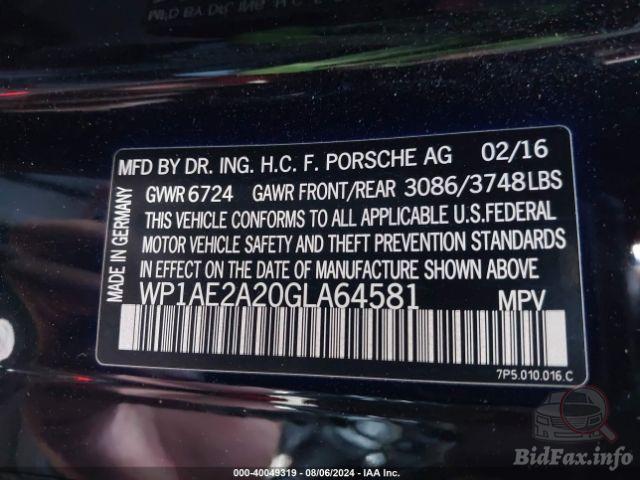 MFD BY DR. ING. H.C. F. PORSCHE AG 02/16
GVWR 6724 GAWR FRONT/REAR 3086/3748LBS
THIS VEHICLE CONFORMS TO ALL APPLICABLE U.S.FEDERAL
MOTOR VEHICLE SAFETY AND THEFT PREVENTION STANDARDS
IN EFFECT ON THE DATE OF MANUFACTURE SHOWN ABOVE
WP1AE2A20GLA64581 MPV
MADE IN GERMANY
7P5.010.016.C
BidFax.info
000-40049319 - 08/06/2024 - IAA Inc.